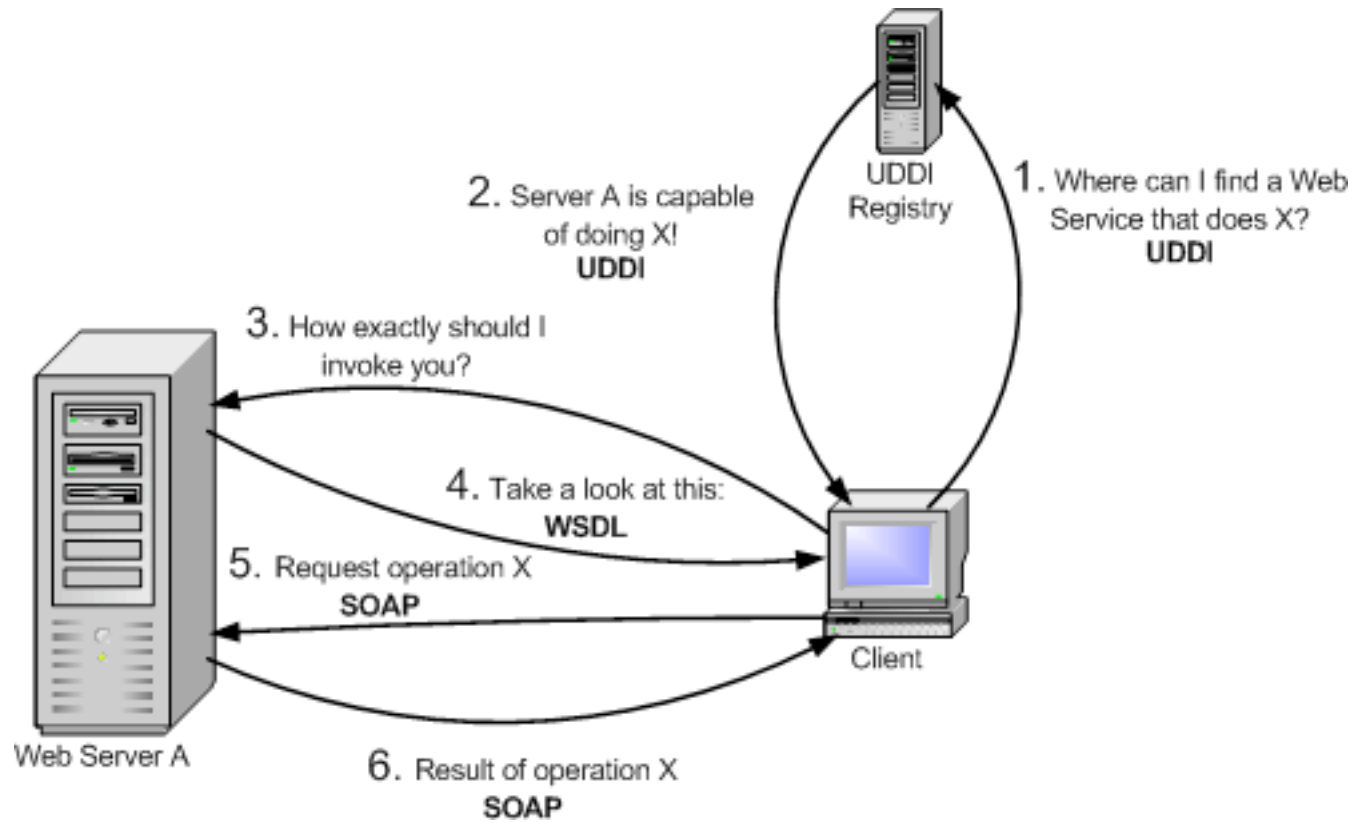 UDDI
Registry
1. Where can I find a Web
Service that does X?
UDDI
2. Server A is capable
of doing X!
UDDI
3. How exactly should I
invoke you?
4. Take a look at this:
WSDL
5. Request operation X
SOAP
Client
Web Server A
6. Result of operation X
SOAP